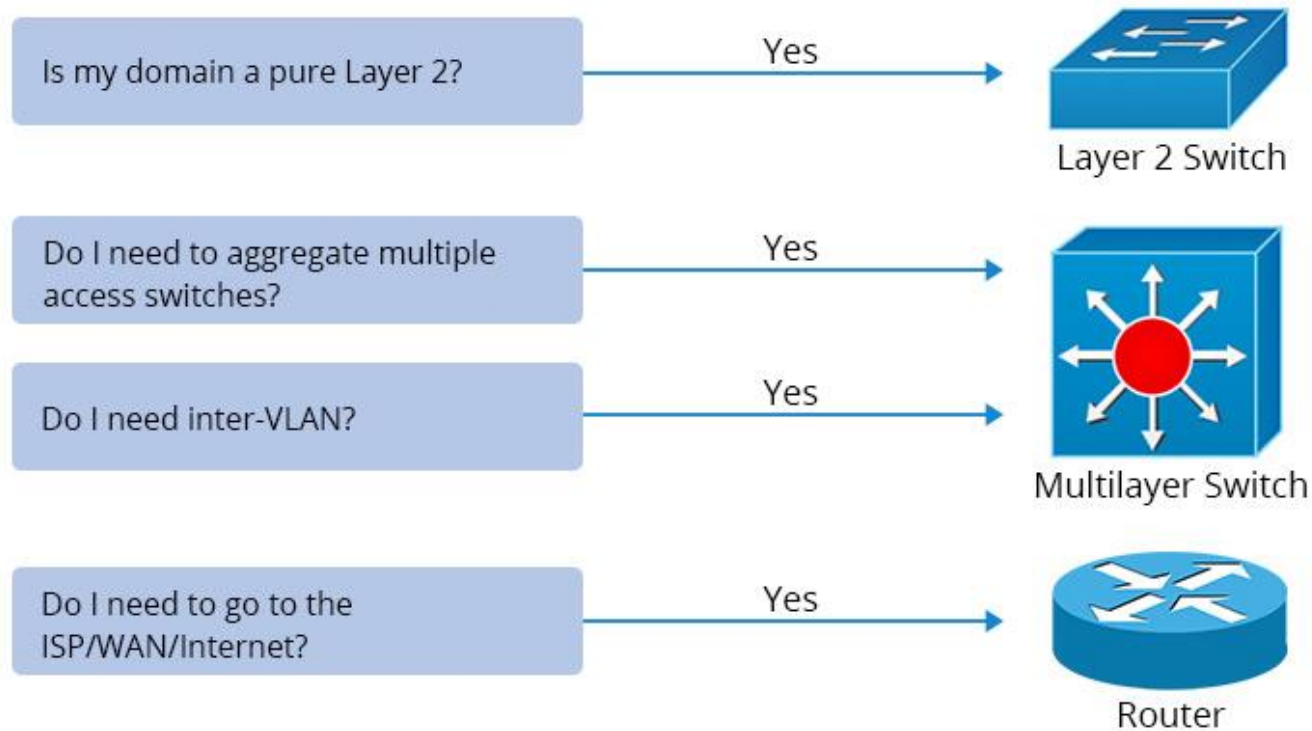 Is my domain a pure Layer 2?
Yes
Layer 2 Switch
Do I need to aggregate multiple
access switches?
Yes
Do I need inter-VLAN?
Yes
Multilayer Switch
Do I need to go to the
ISP/WAN/Internet?
Yes
Router